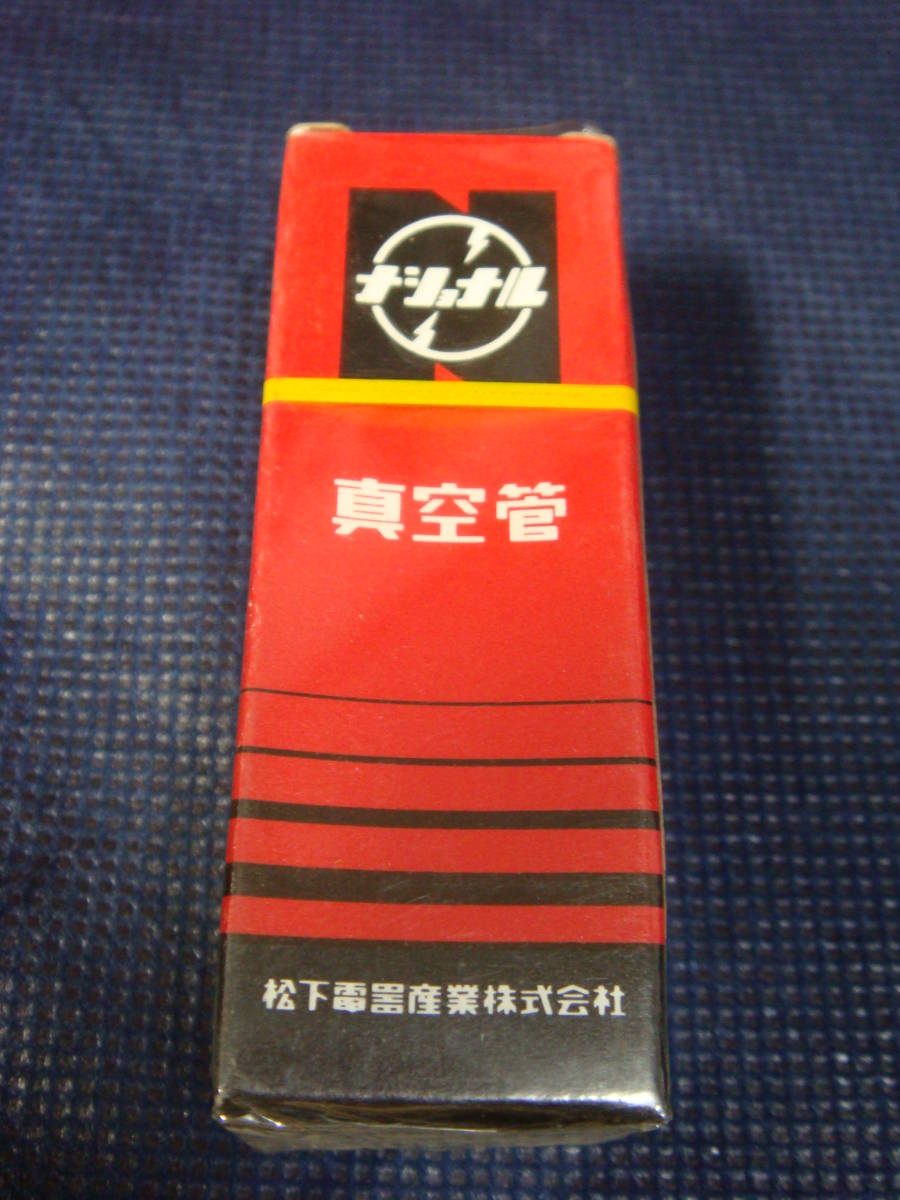 ナショナル
真空管
松下電器産業株式会社